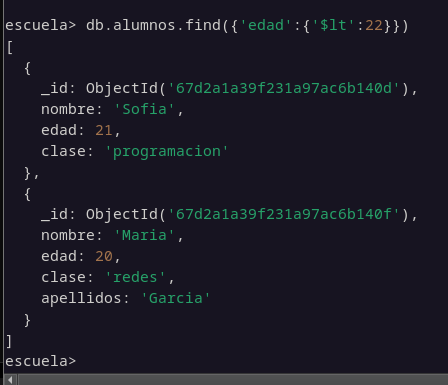 escuela> db.alumnos.find({'edad':{'$lt':22}})
[
  {
    _id: ObjectId('67d2a1a39f231a97ac6b140d'),
    nombre: 'Sofia',
    edad: 21,
    clase: 'programacion'
  },
  {
    _id: ObjectId('67d2a1a39f231a97ac6b140f'),
    nombre: 'Maria',
    edad: 20,
    clase: 'redes',
    apellidos: 'Garcia'
  }
]
escuela>